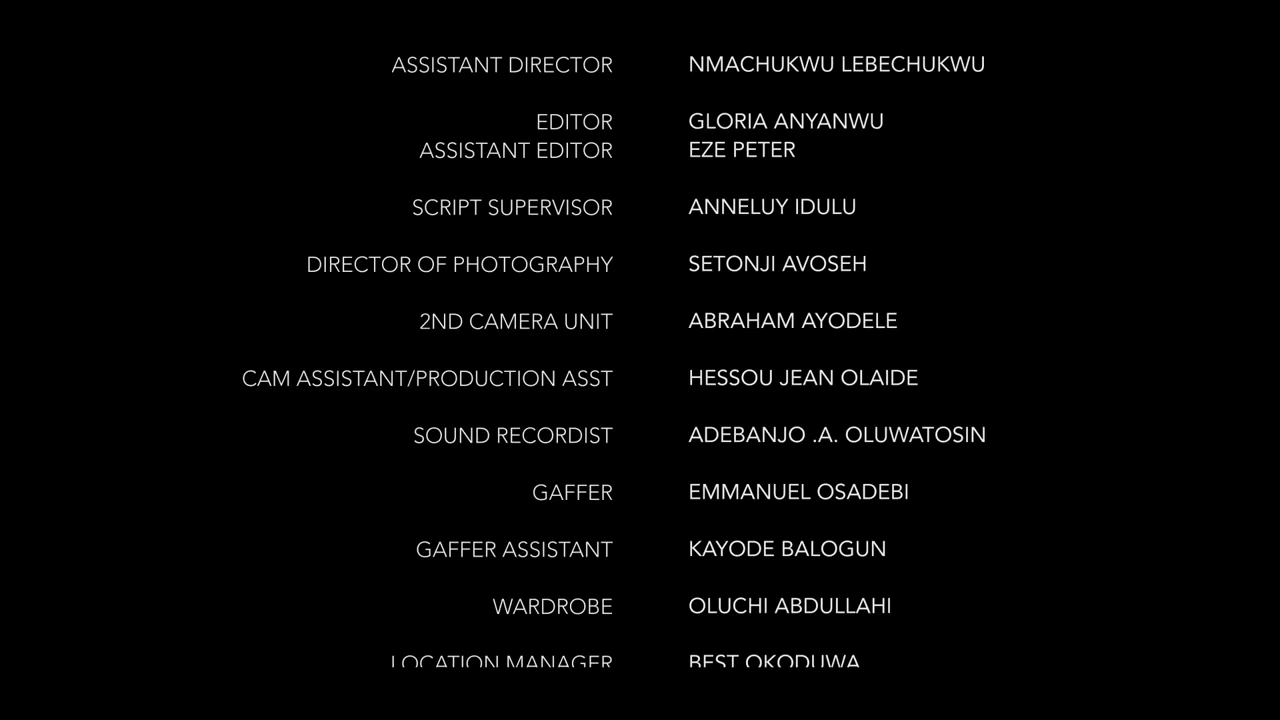 ASSISTANT DIRECTOR NMACHUKWU LEBECHUKWU
EDITOR GLORIA ANYANWU
ASSISTANT EDITOR EZE PETER
SCRIPT SUPERVISOR ANNELUY IDULU
DIRECTOR OF PHOTOGRAPHY SETONJI AVOSEH
2ND CAMERA UNIT ABRAHAM AYODELE
CAM ASSISTANT/PRODUCTION ASST HESSOU JEAN OLAIDE
SOUND RECORDIST ADEBANJO .A. OLUWATOSIN
GAFFER EMMANUEL OSADEBI
GAFFER ASSISTANT KAYODE BALOGUN
WARDROBE OLUCHI ABDULLAHI
LOCATION MANAGER BEST OKODUWA